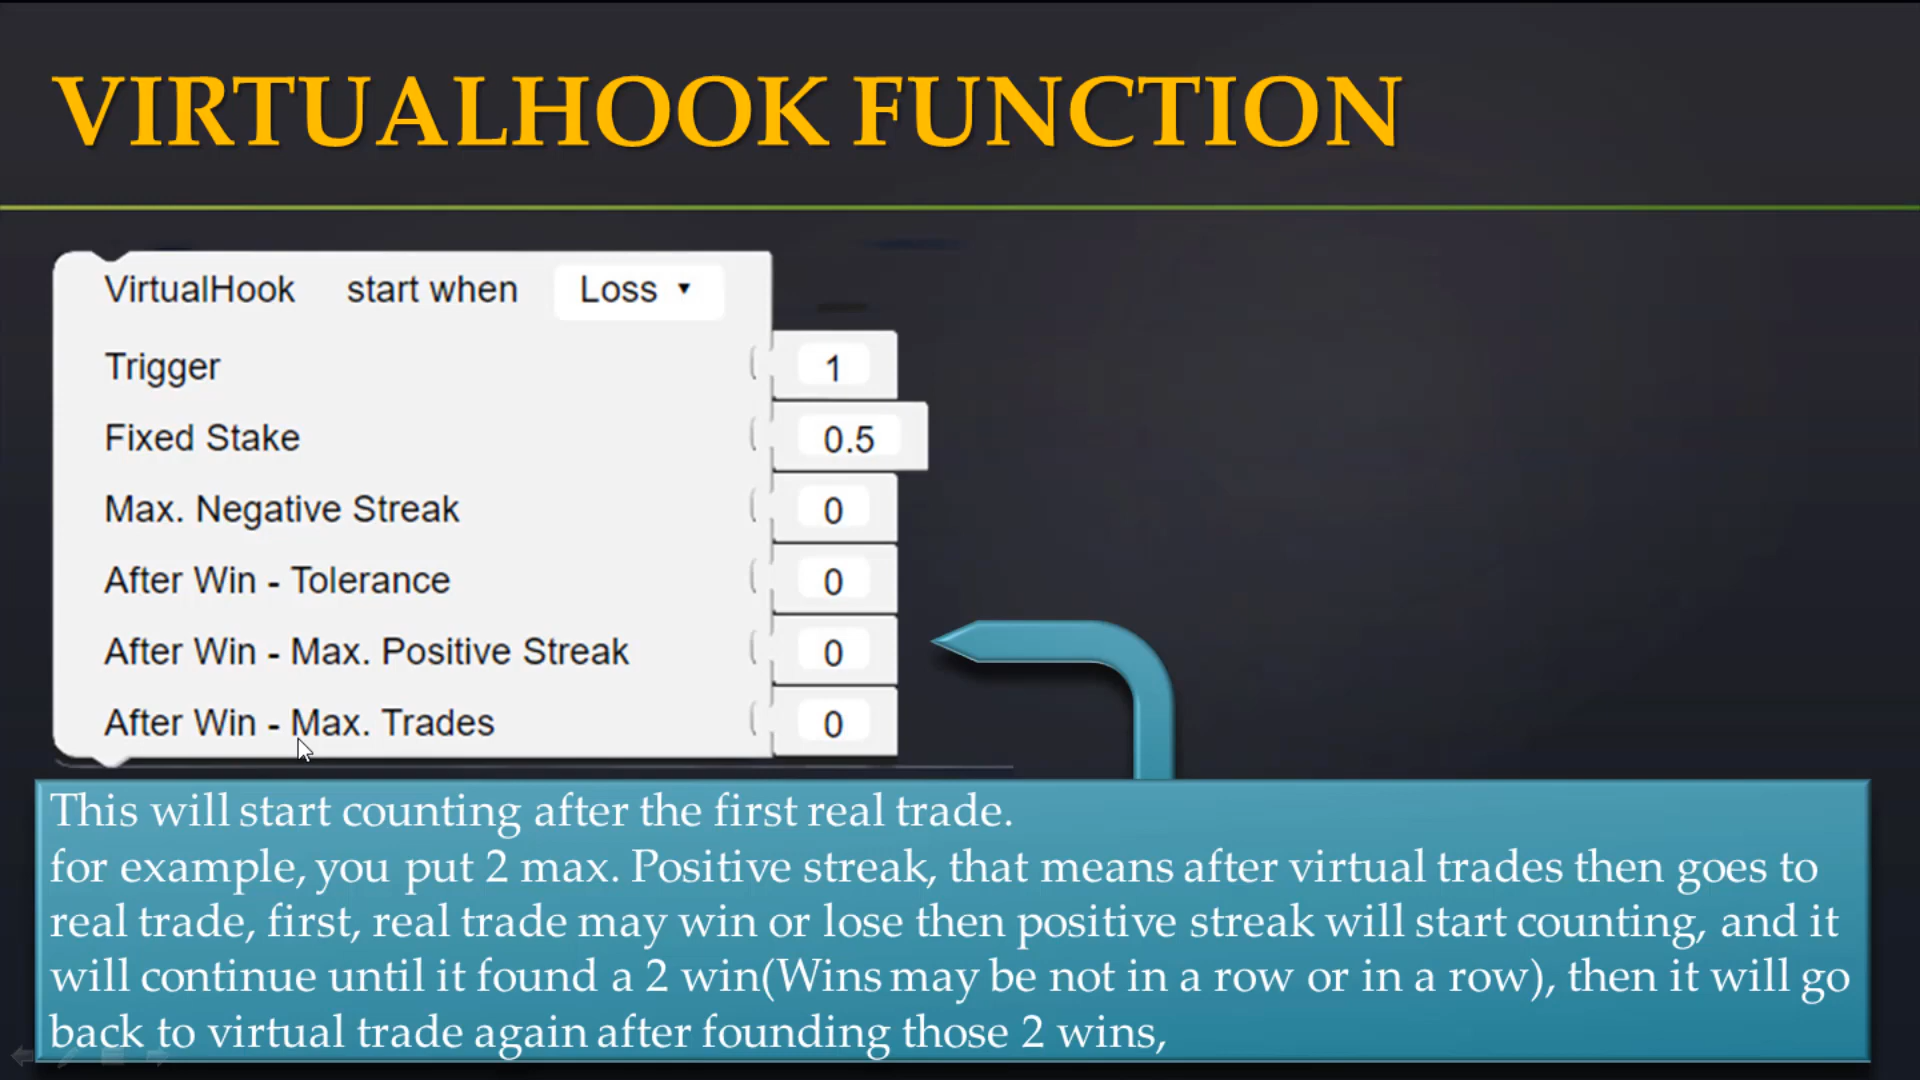 VIRTUALHOOK FUNCTION
VirtualHook start when Loss
Trigger 1
Fixed Stake 0.5
Max. Negative Streak 0
After Win - Tolerance 0
After Win - Max. Positive Streak 0
After Win - Max. Trades 0
This will start counting after the first real trade.
for example, you put 2 max. Positive streak, that means after virtual trades then goes to
real trade, first, real trade may win or lose then positive streak will start counting, and it
will continue until it found a 2 win(Wins may be not in a row or in a row), then it will go
back to virtual trade again after founding those 2 wins,